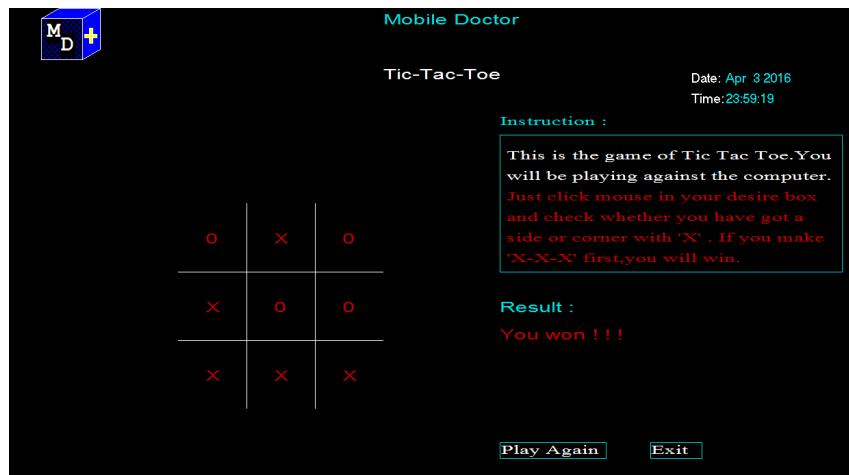 M
D
Mobile Doctor
Tic-Tac-Toe
Date: Apr 3 2016
Time:23:59:19
Instruction :
This is the game of Tic Tac Toe.You
will be playing against the computer.
Just click mouse in your desire box
and check whether you have got a
side or corner with 'X' . If you make
'X-X-X' first,you will win.
O X O
X O O
X X X
Result :
You won ! ! !
Play Again
Exit